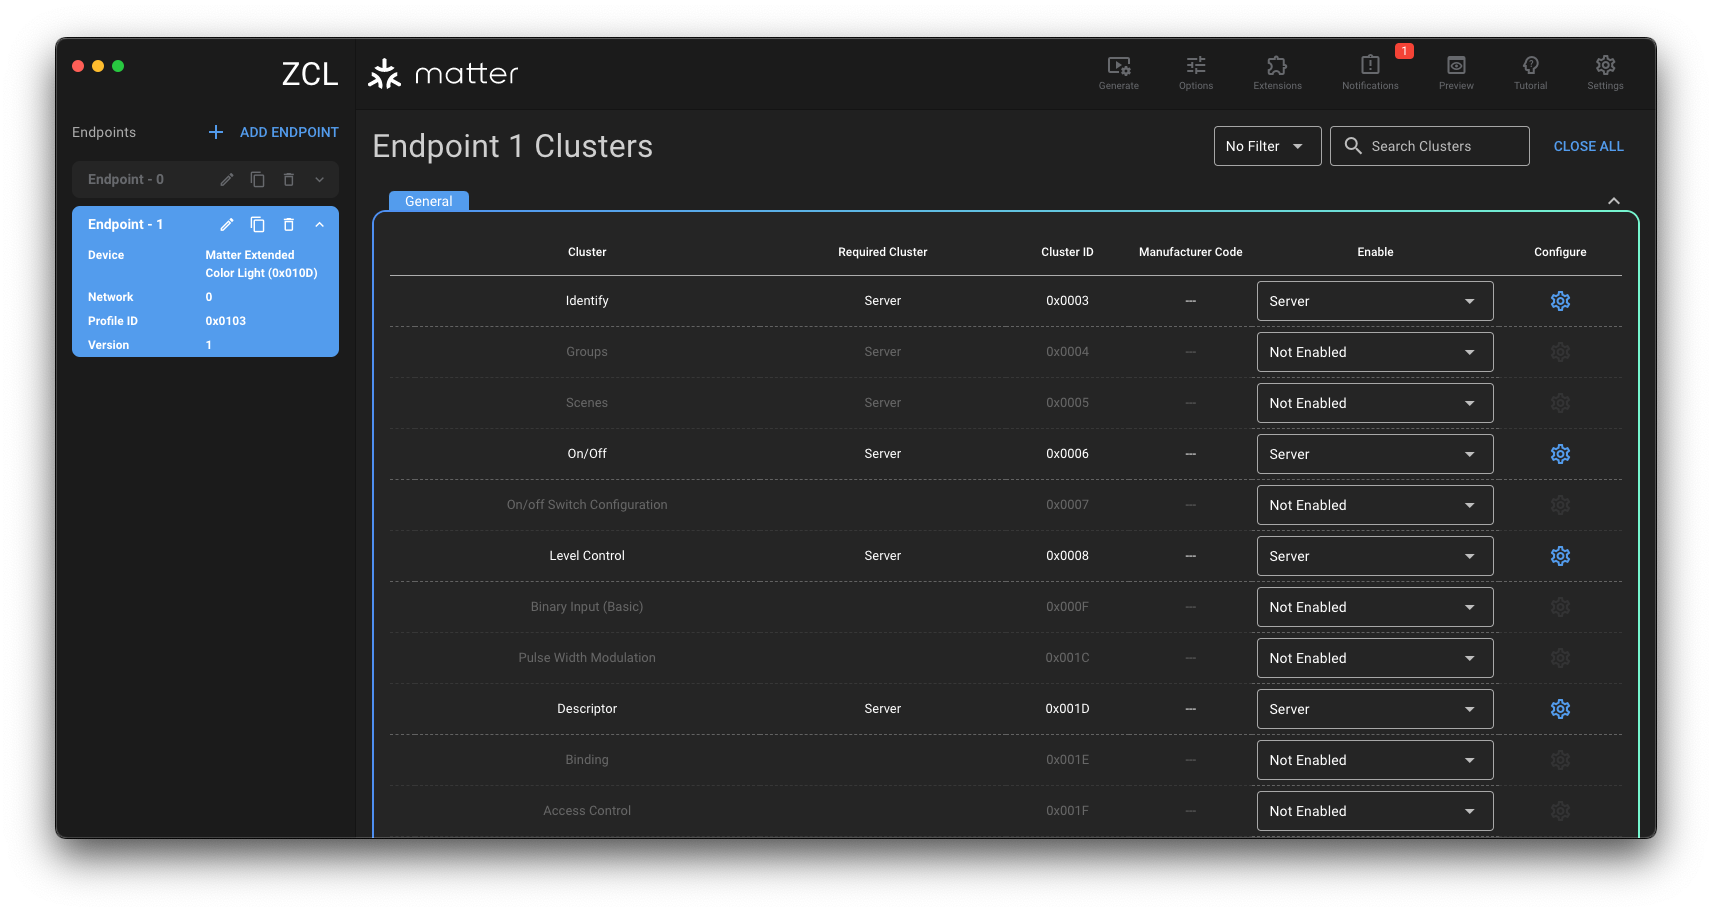 ZCL
matter
Generate
Options
Extensions
Notifications
1
Preview
Tutorial
Settings
Endpoints
ADD ENDPOINT
Endpoint - 0
Endpoint - 1
Device Matter Extended
Color Light (0x010D)
Network 0
Profile ID 0x0103
Version 1
Endpoint 1 Clusters
No Filter
Search Clusters
CLOSE ALL
General
Cluster Required Cluster Cluster ID Manufacturer Code Enable Configure
Identify Server 0x0003 --- Server
Groups Server 0x0004 --- Not Enabled
Scenes Server 0x0005 --- Not Enabled
On/Off Server 0x0006 --- Server
On/off Switch Configuration 0x0007 --- Not Enabled
Level Control Server 0x0008 --- Server
Binary Input (Basic) 0x000F --- Not Enabled
Pulse Width Modulation 0x001C --- Not Enabled
Descriptor Server 0x001D --- Server
Binding 0x001E --- Not Enabled
Access Control 0x001F --- Not Enabled